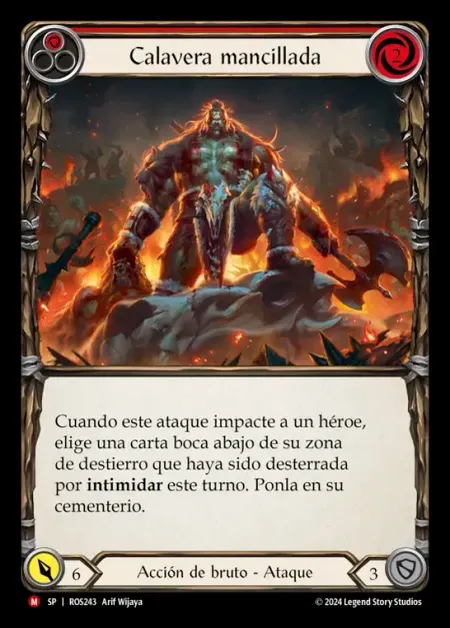 Calavera mancillada
2
Cuando este ataque impacte a un héroe,
elige una carta boca abajo de su zona
de destierro que haya sido desterrada
por intimidar este turno. Ponla en su
cementerio.
6
Acción de bruto - Ataque
3
M SP | ROS243 Arif Wijaya
© 2024 Legend Story Studios